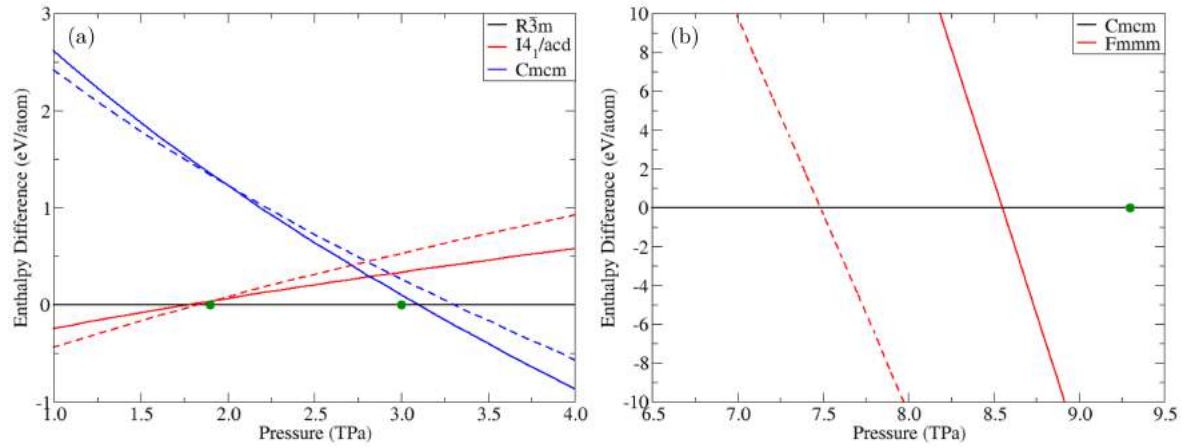 (a)
R3̅m
I4₁/acd
Cmcm
Enthalpy Difference (eV/atom)
3
2
1
0
-1
1.0 1.5 2.0 2.5 3.0 3.5 4.0
Pressure (TPa)
(b)
Cmcm
Fmmm
Enthalpy Difference (eV/atom)
10
8
6
4
2
0
-2
-4
-6
-8
-10
6.5 7.0 7.5 8.0 8.5 9.0 9.5
Pressure (TPa)